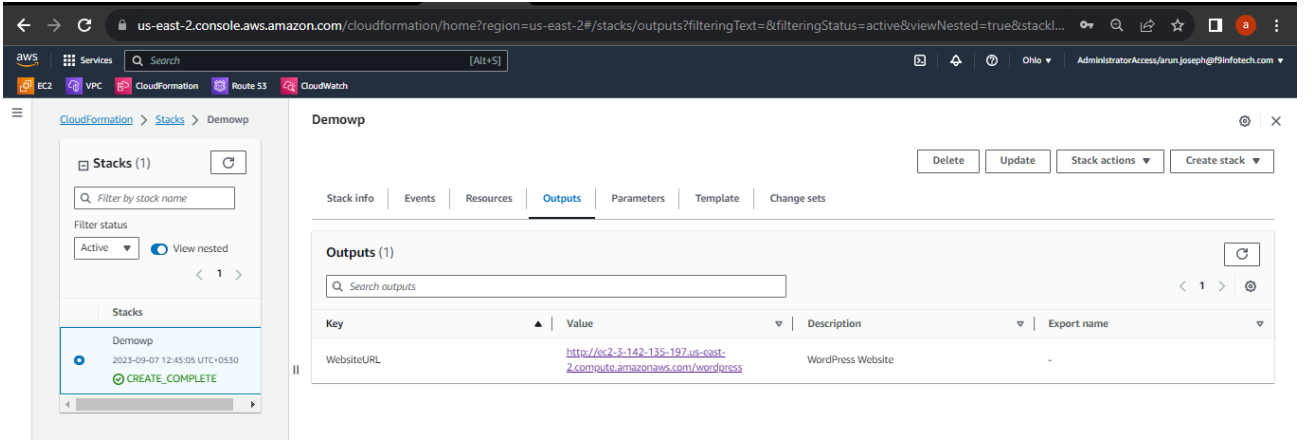 us-east-2.console.aws.amazon.com/cloudformation/home?region=us-east-2#/stacks/outputs?filteringText=&filteringStatus=active&viewNested=true&stackI...
a
aws
Services
Search
[Alt+S]
Ohio
AdministratorAccess/arun.joseph@f9infotech.com
EC2 VPC CloudFormation Route 53 CloudWatch
CloudFormation > Stacks > Demowp
Demowp
Stacks (1)
Filter by stack name
Filter status
Active
View nested
1
Stacks
Demowp
2023-09-07 12:45:05 UTC+0530
CREATE_COMPLETE
Delete Update Stack actions Create stack
Stack info Events Resources Outputs Parameters Template Change sets
Outputs (1)
Search outputs
1
Key Value Description Export name
WebsiteURL
http://ec2-3-142-135-197.us-east-
2.compute.amazonaws.com/wordpress
WordPress Website
-